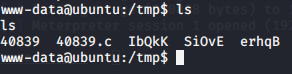 www-data@ubuntu:/tmp$ ls
ls
40839  40839.c  IbQkK  SiOvE  erhqB
www-data@ubuntu:/tmp$